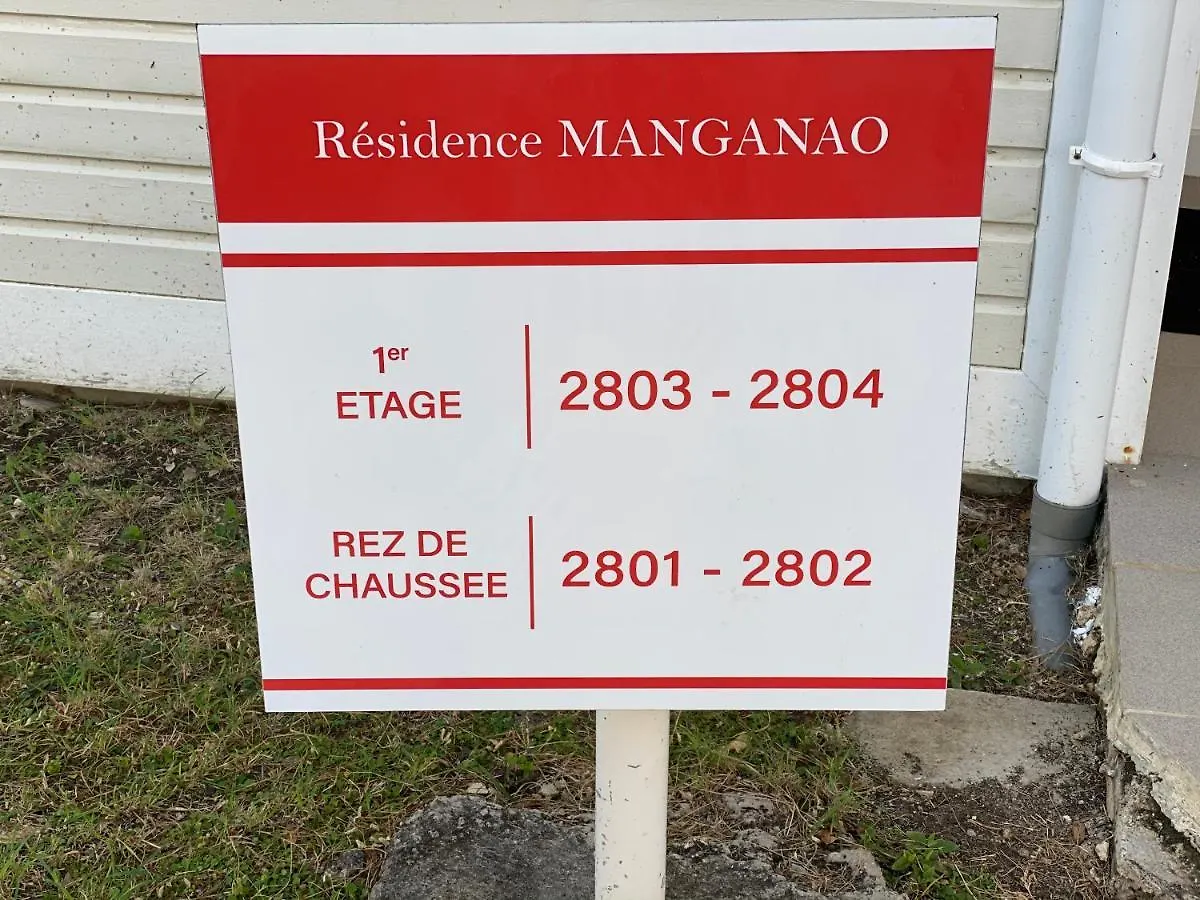 Résidence MANGANAO
1er
ETAGE
2803 - 2804
REZ DE
CHAUSSEE
2801 - 2802